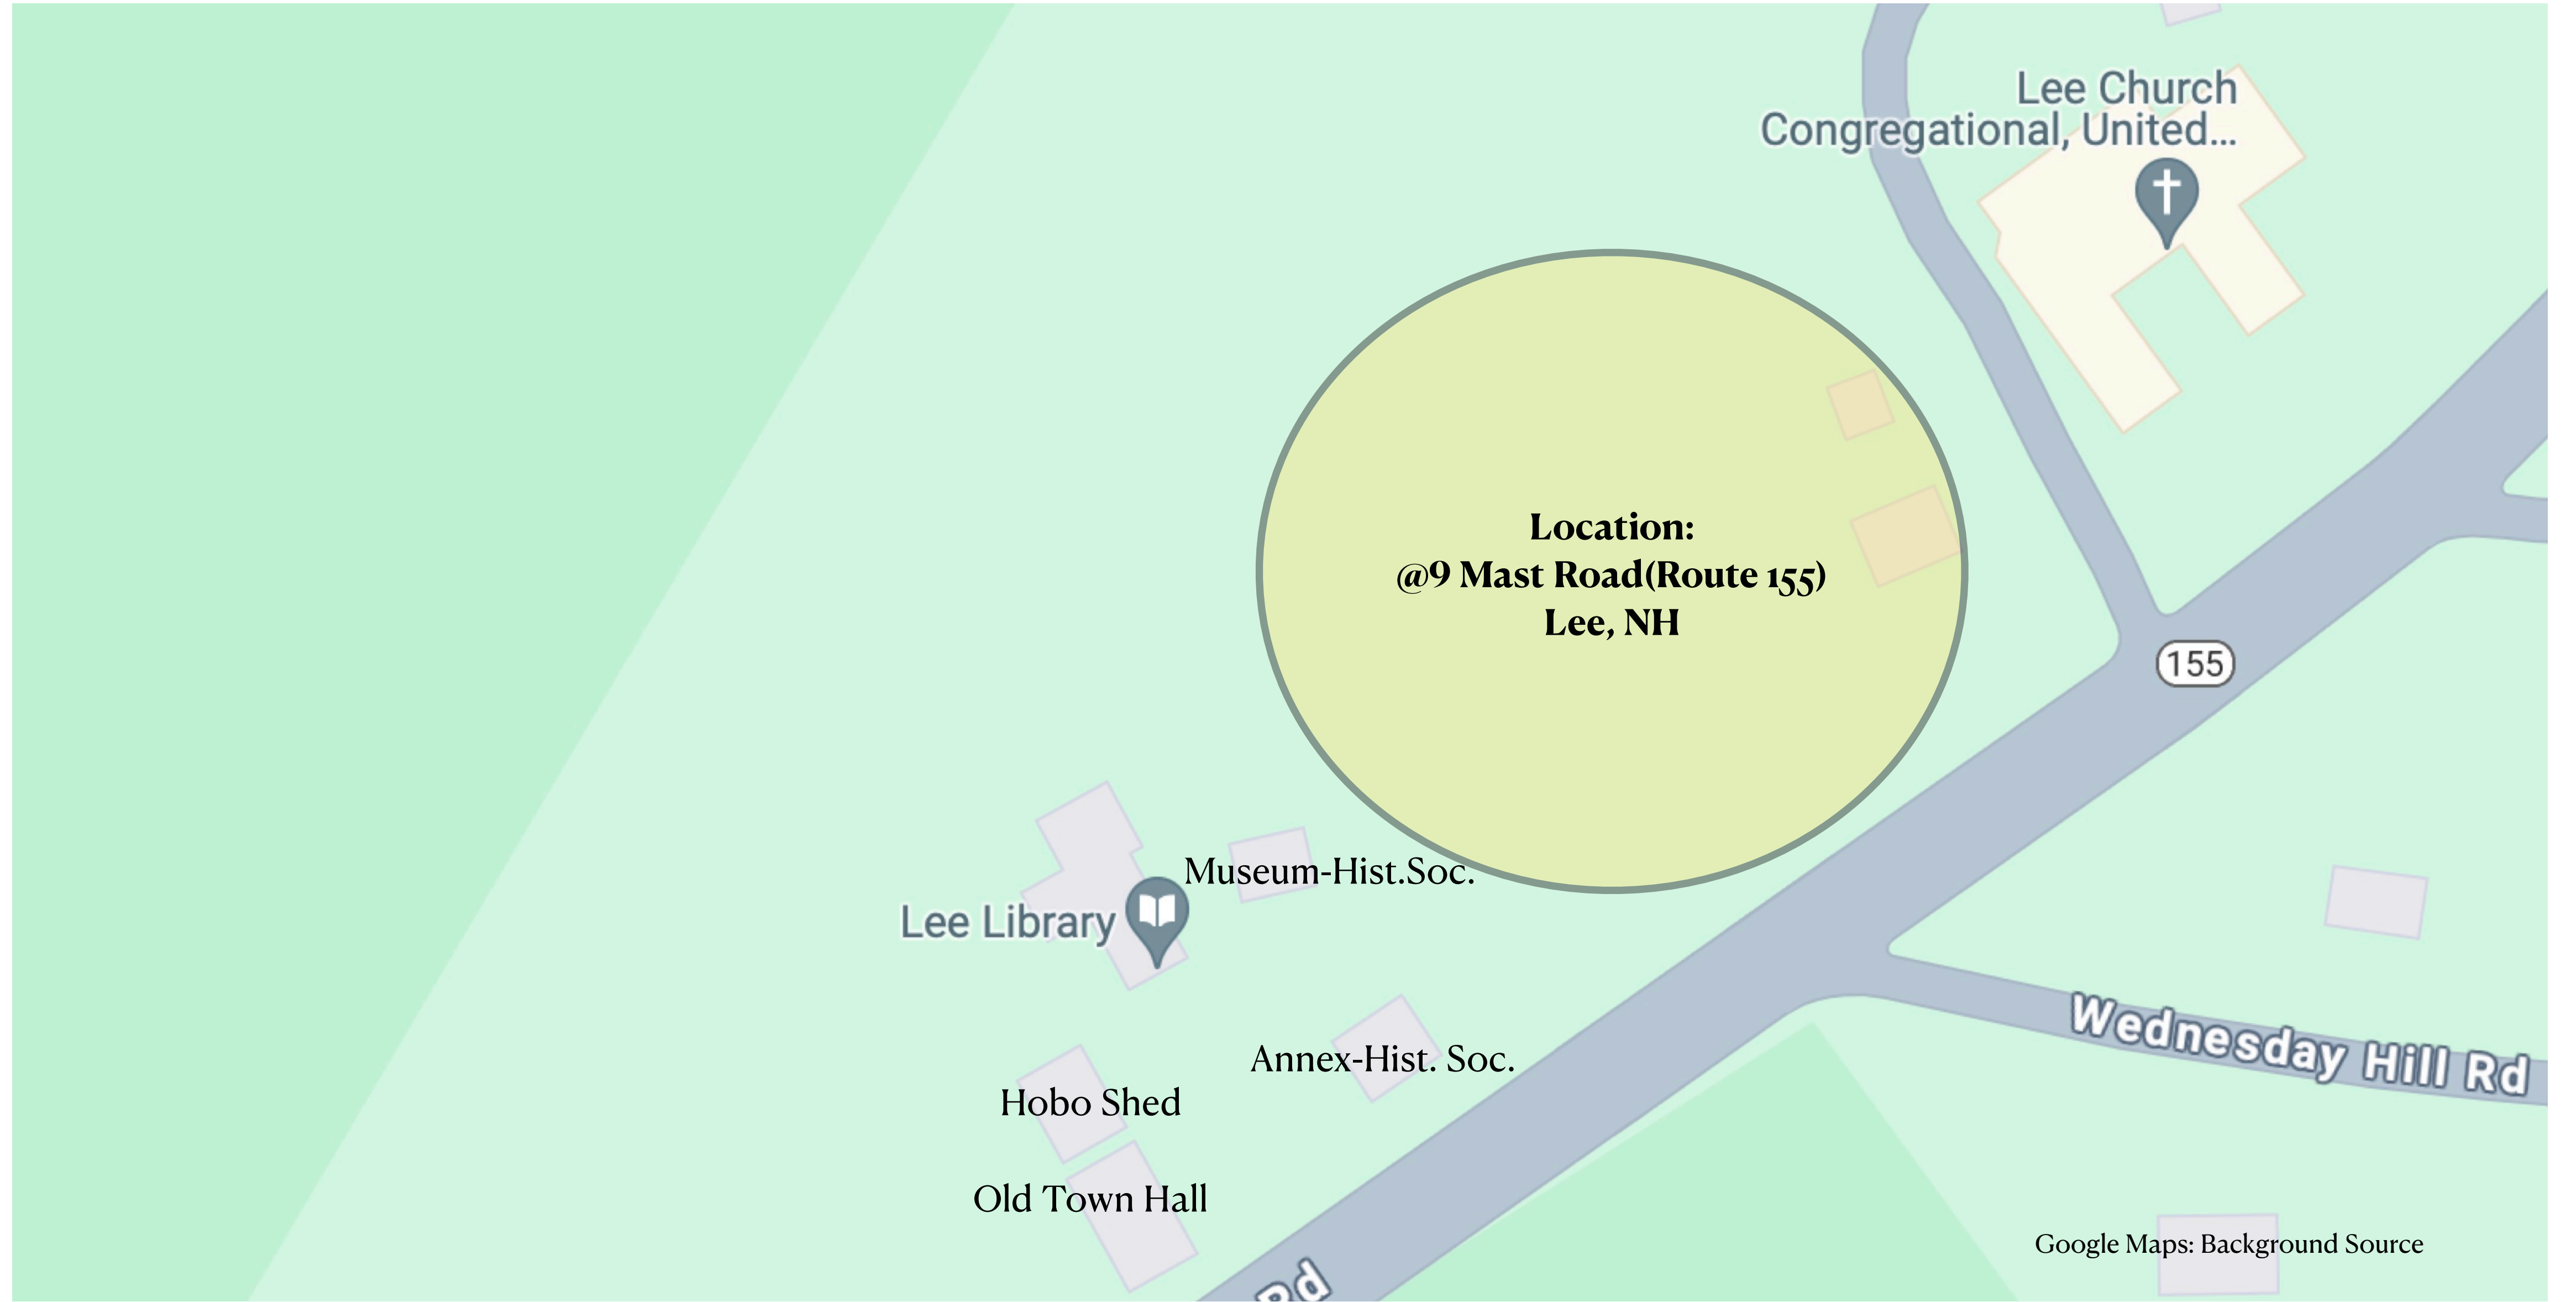 Lee Church
Congregational, United...
Location:
@9 Mast Road(Route 155)
Lee, NH
155
Museum-Hist.Soc.
Lee Library
Annex-Hist. Soc.
Hobo Shed
Old Town Hall
Wednesday Hill Rd
Google Maps: Background Source
Rd